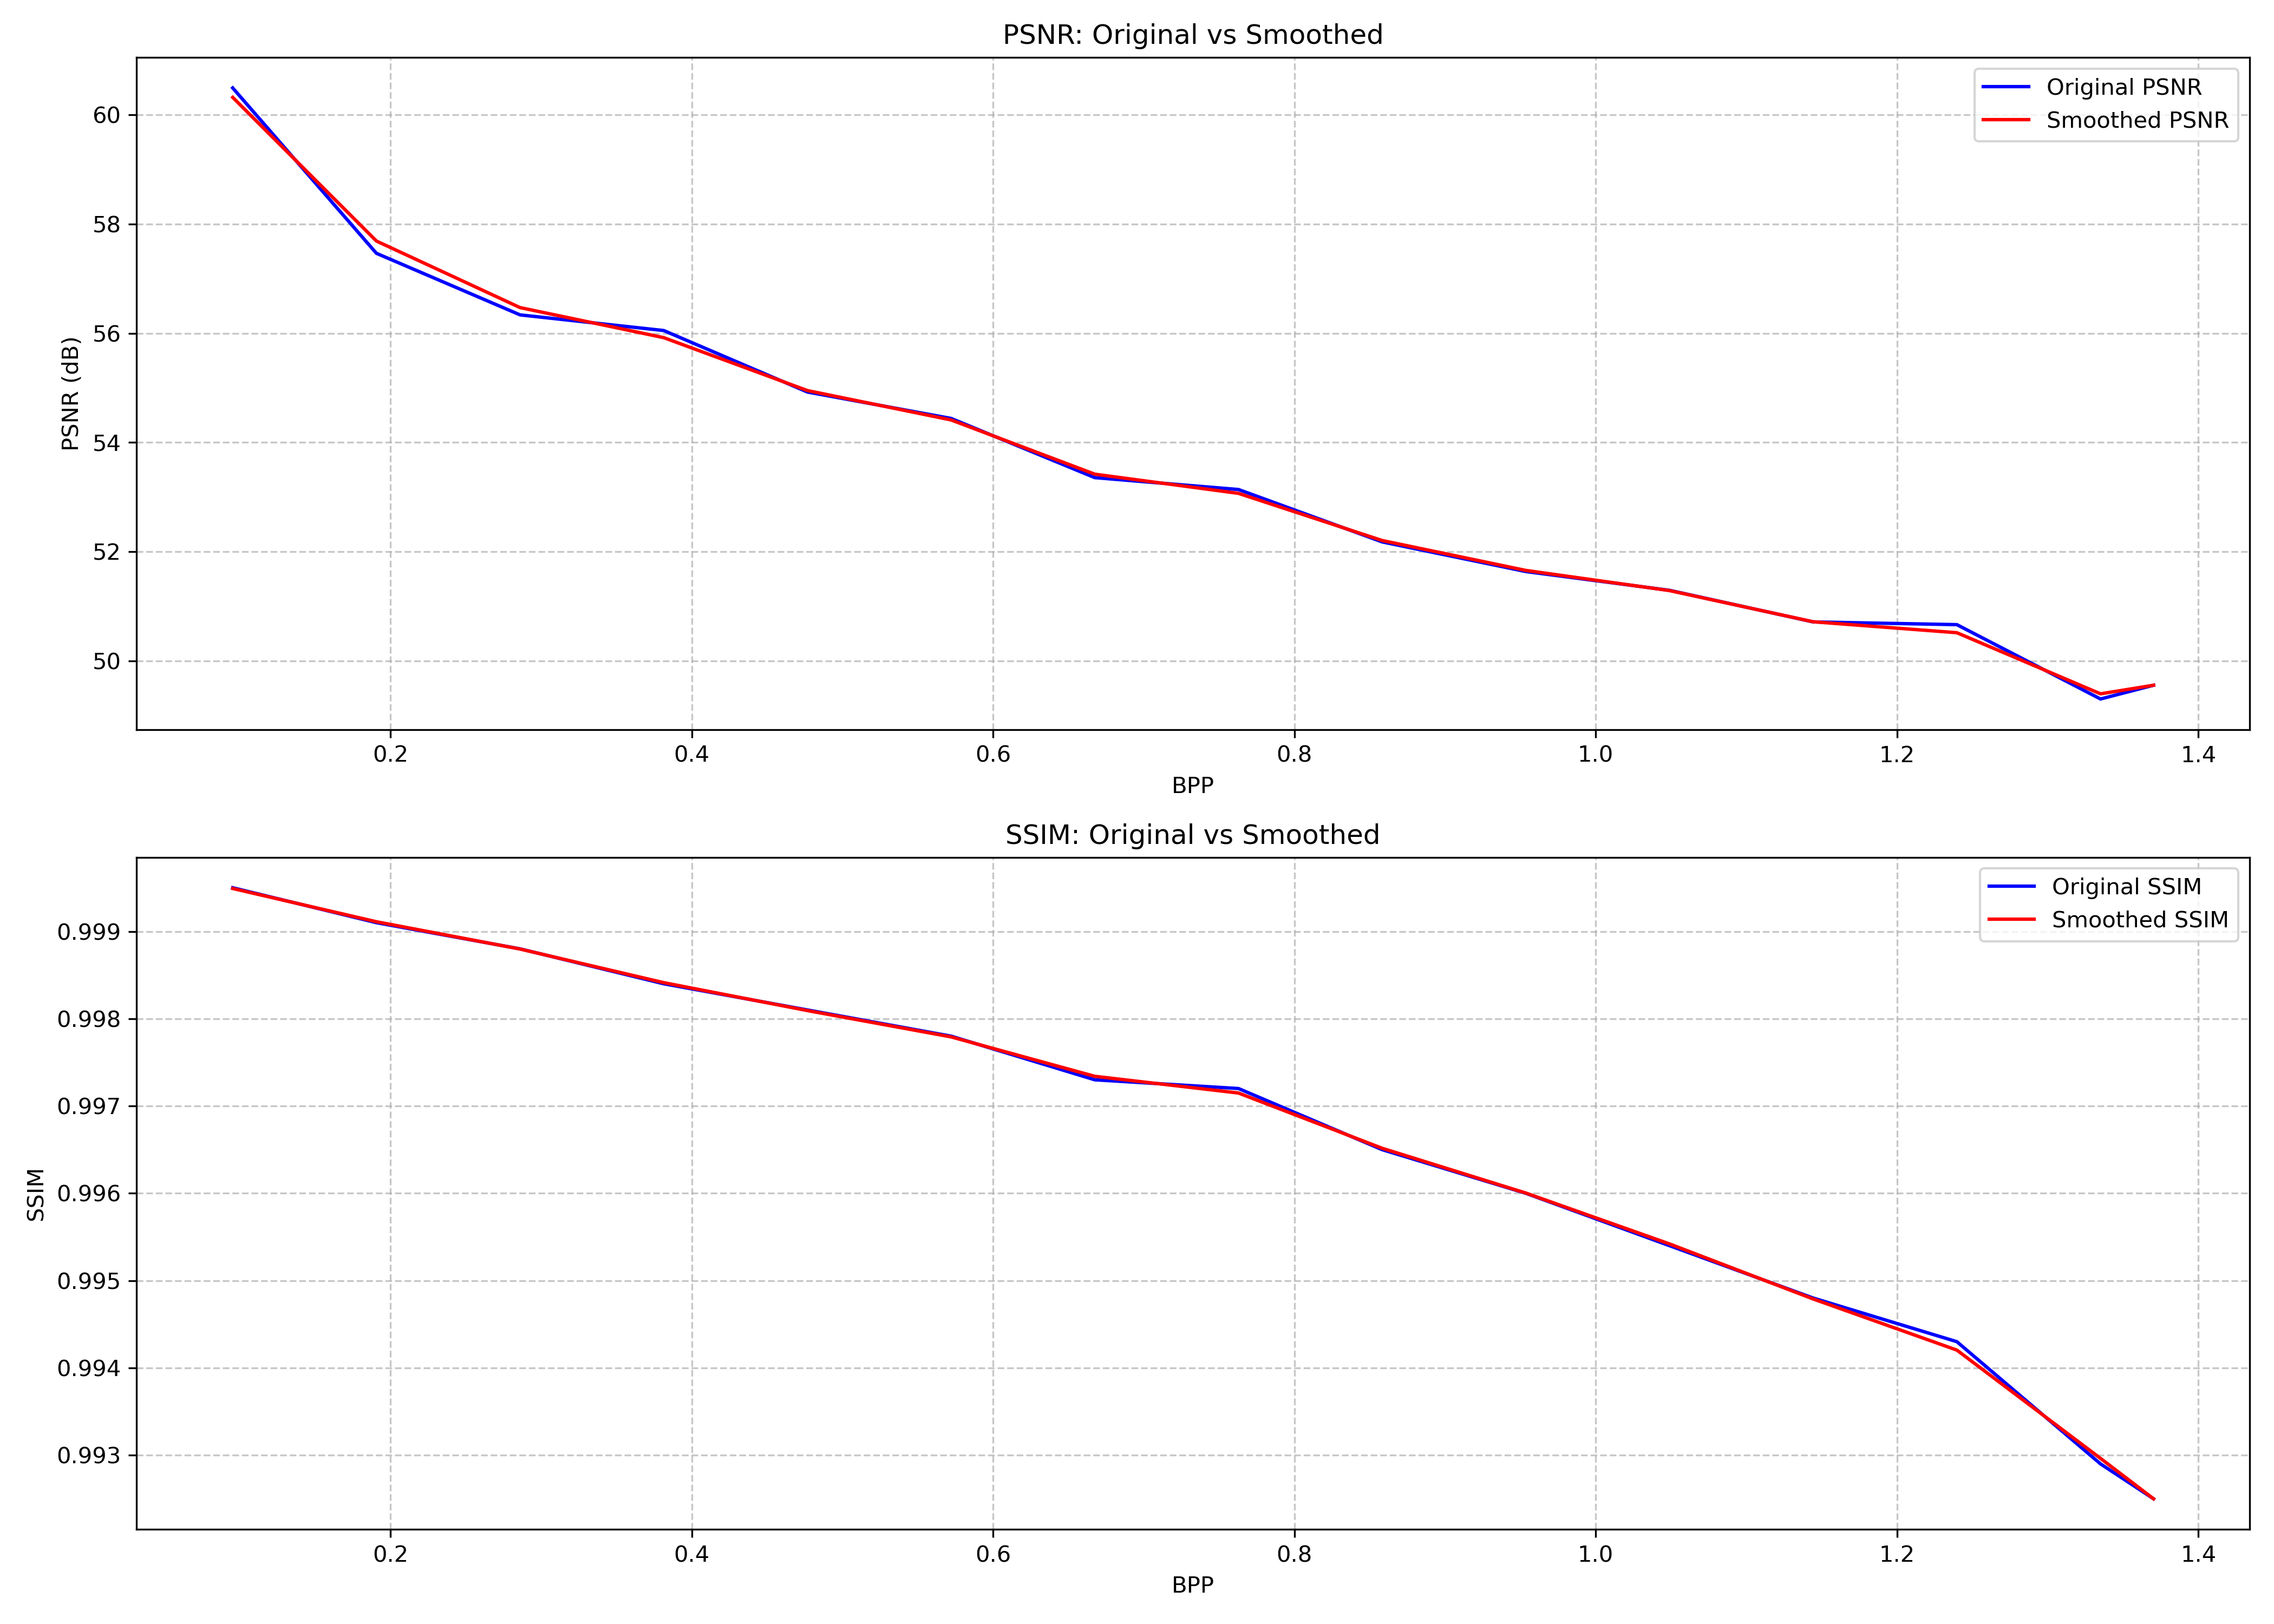 PSNR: Original vs Smoothed
Original PSNR
Smoothed PSNR
PSNR (dB)
60
58
56
54
52
50
0.2 0.4 0.6 0.8 1.0 1.2 1.4
BPP
SSIM: Original vs Smoothed
Original SSIM
Smoothed SSIM
SSIM
0.999
0.998
0.997
0.996
0.995
0.994
0.993
0.2 0.4 0.6 0.8 1.0 1.2 1.4
BPP